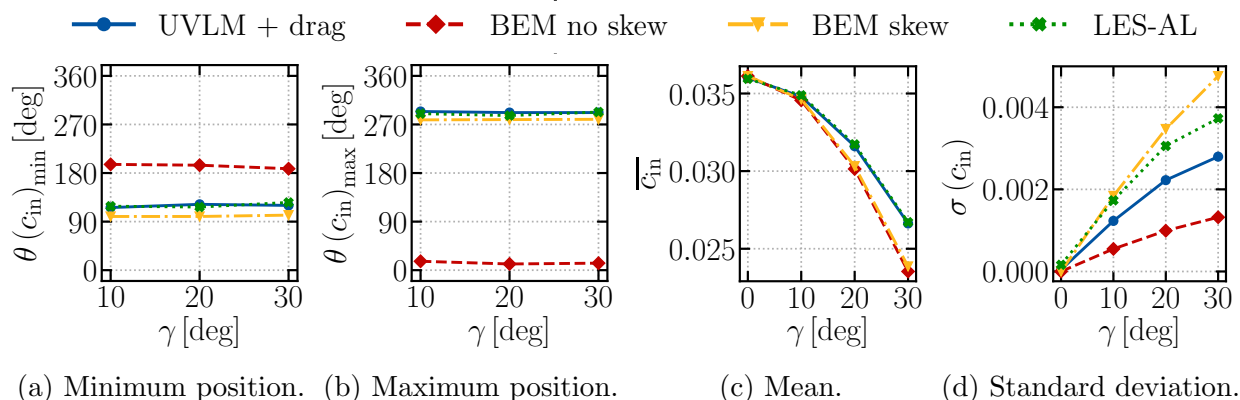 UVLM + drag BEM no skew BEM skew LES-AL
θ (c_in)_min [deg]
360
270
180
90
0
10 20 30
γ [deg]
(a) Minimum position.
θ (c_in)_max [deg]
360
270
180
90
0
10 20 30
γ [deg]
(b) Maximum position.
c̅_in
0.035
0.030
0.025
0 10 20 30
γ [deg]
(c) Mean.
σ (c_in)
0.004
0.002
0.000
0 10 20 30
γ [deg]
(d) Standard deviation.